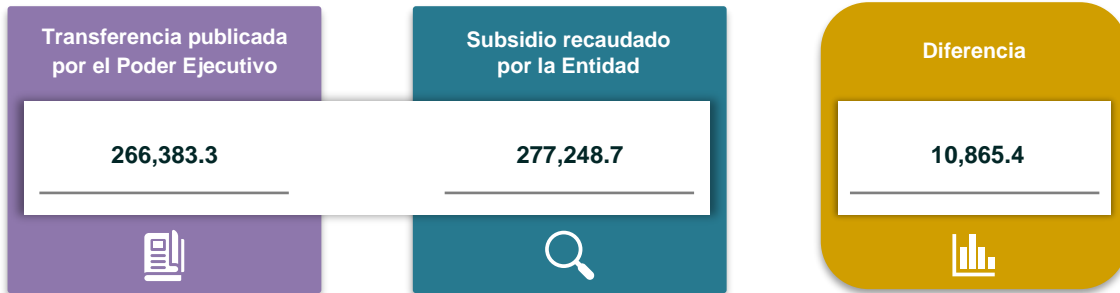 Transferencia publicada
por el Poder Ejecutivo
266,383.3
Subsidio recaudado
por la Entidad
277,248.7
Diferencia
10,865.4